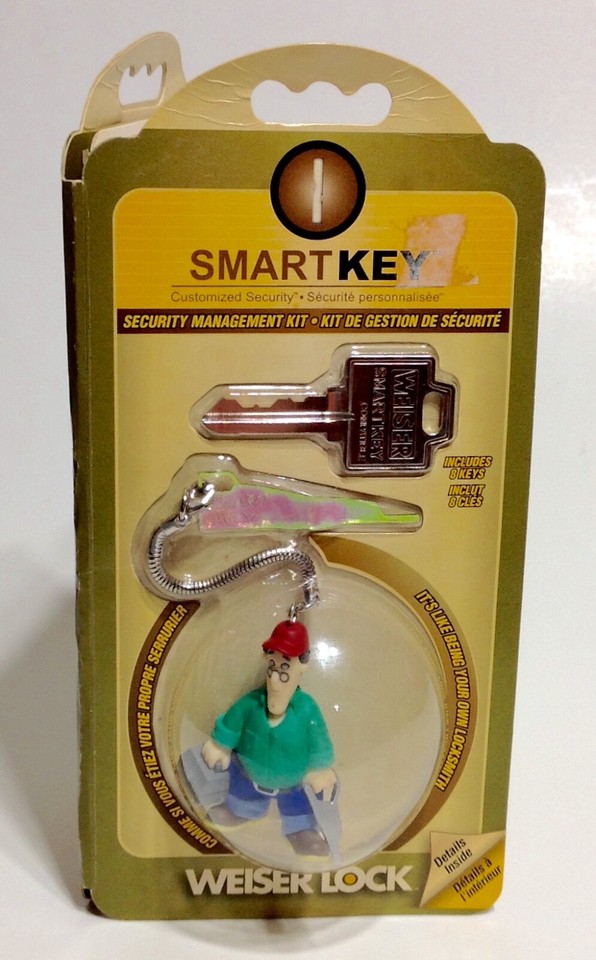 SMARTKEY
Customized Security™ • Sécurité personnalisée™
SECURITY MANAGEMENT KIT • KIT DE GESTION DE SÉCURITÉ
WEISER
SMARTKEY
INCLUDES
8 KEYS
INCLUT
8 CLÉS
COMME SI VOUS ÉTIEZ VOTRE PROPRE SERRURIER
IT'S LIKE BEING YOUR OWN LOCKSMITH
Details
Inside
Détails à
l'intérieur
WEISER LOCK